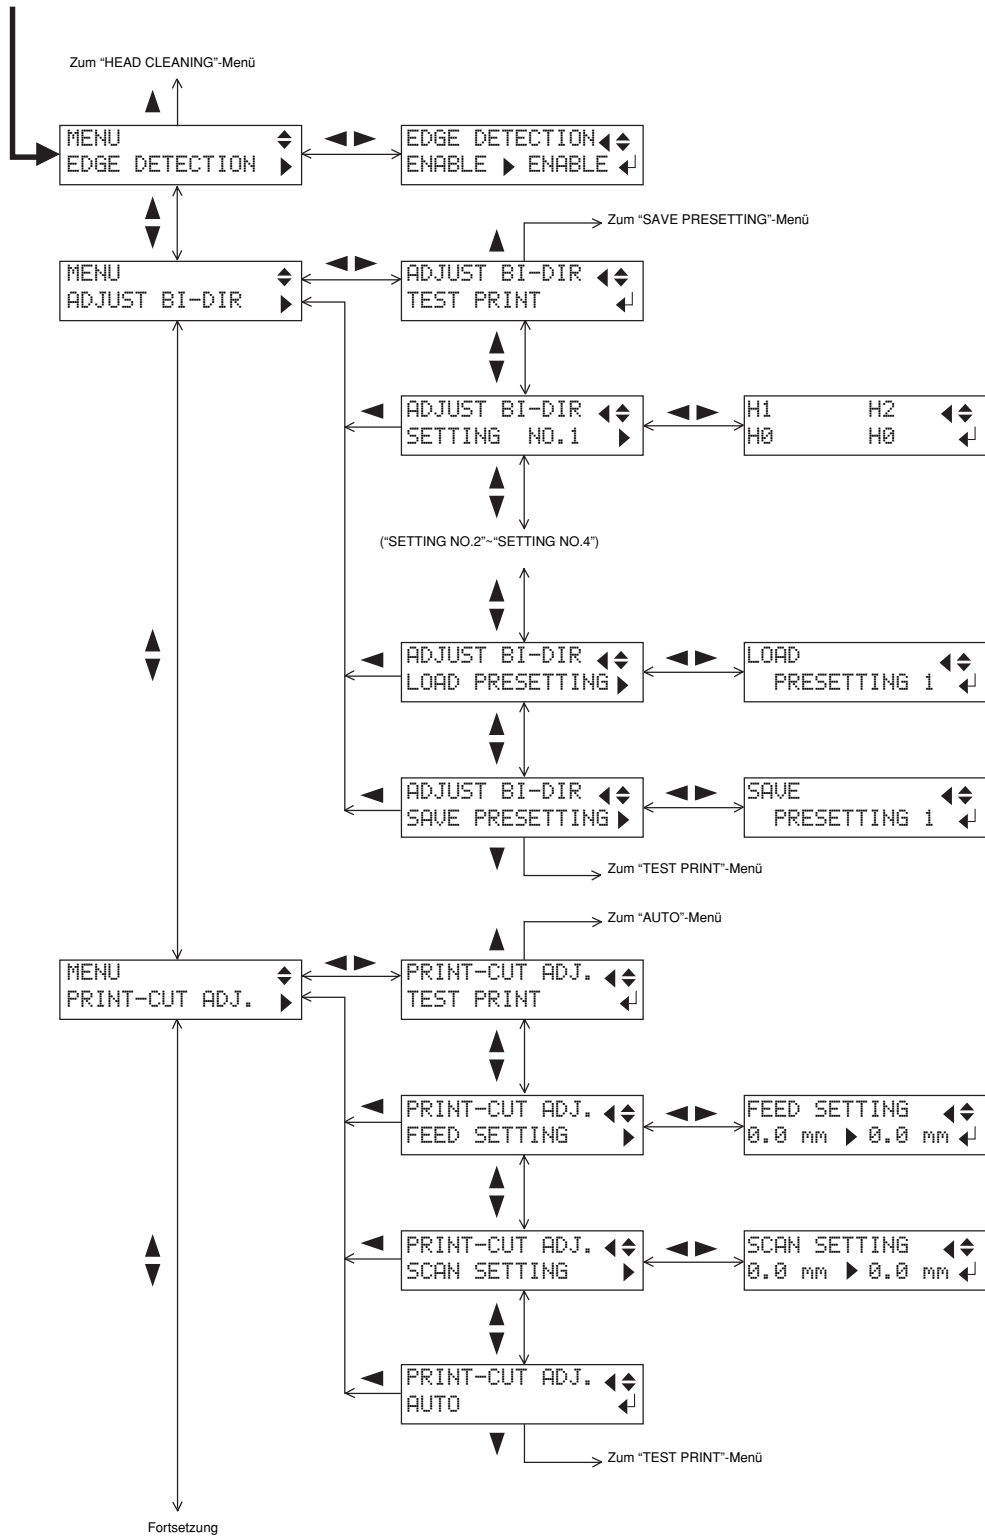 Zum “HEAD CLEANING”-Menü
MENU
EDGE DETECTION
EDGE DETECTION
ENABLE ENABLE
Zum “SAVE PRESETTING”-Menü
MENU
ADJUST BI-DIR
ADJUST BI-DIR
TEST PRINT
ADJUST BI-DIR
SETTING NO.1
H1 H2
H0 H0
(“SETTING NO.2”~“SETTING NO.4”)
ADJUST BI-DIR
LOAD PRESETTING
LOAD
PRESETTING 1
ADJUST BI-DIR
SAVE PRESETTING
SAVE
PRESETTING 1
Zum “TEST PRINT”-Menü
Zum “AUTO”-Menü
MENU
PRINT-CUT ADJ.
PRINT-CUT ADJ.
TEST PRINT
PRINT-CUT ADJ.
FEED SETTING
FEED SETTING
0.0 mm 0.0 mm
PRINT-CUT ADJ.
SCAN SETTING
SCAN SETTING
0.0 mm 0.0 mm
PRINT-CUT ADJ.
AUTO
Zum “TEST PRINT”-Menü
Fortsetzung